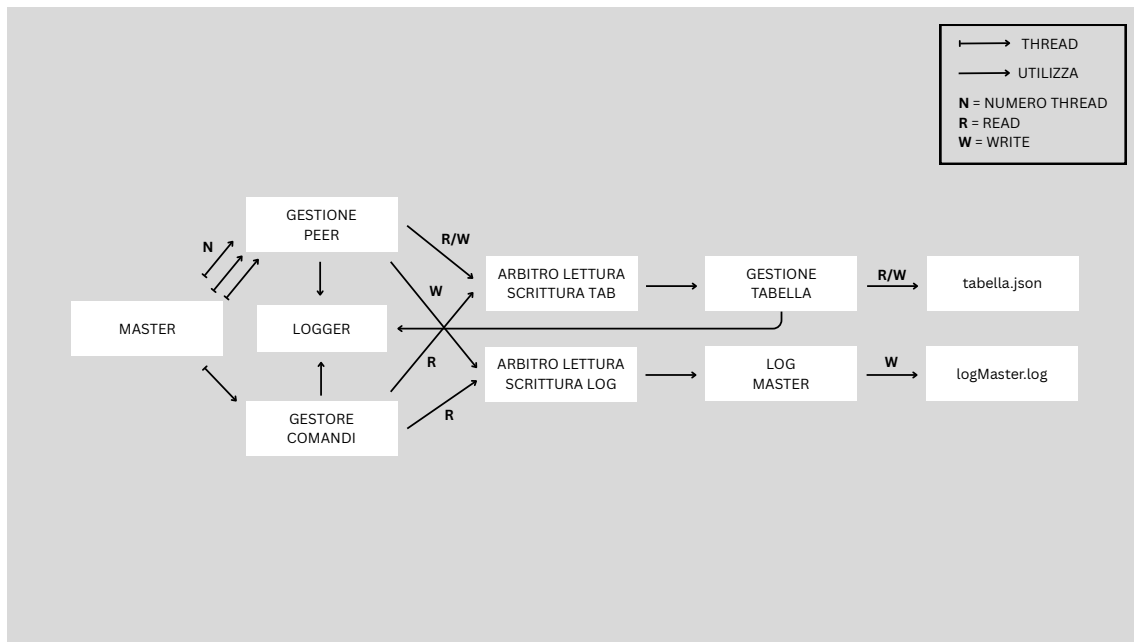 THREAD
UTILIZZA
N = NUMERO THREAD
R = READ
W = WRITE
GESTIONE
PEER
N
R/W
W
ARBITRO LETTURA
SCRITTURA TAB
GESTIONE
TABELLA
R/W
tabella.json
MASTER
LOGGER
R
ARBITRO LETTURA
SCRITTURA LOG
LOG
MASTER
W
logMaster.log
R
GESTORE
COMANDI